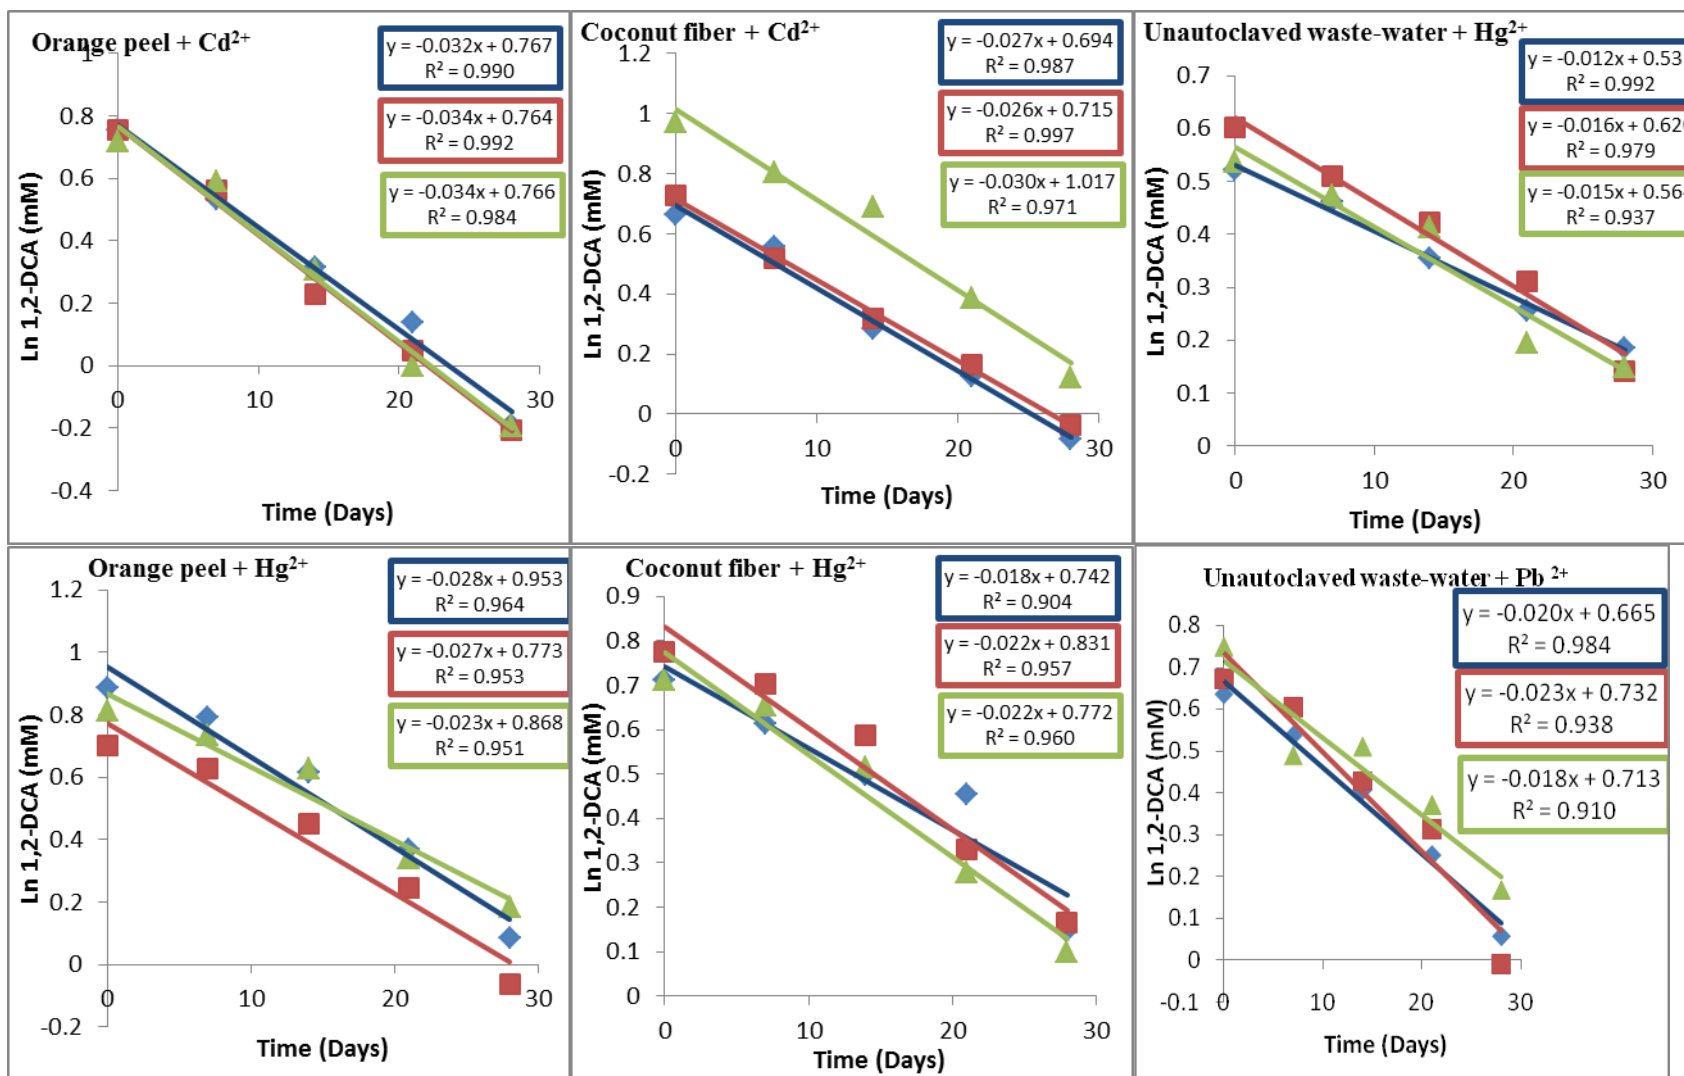 Orange peel + Cd²⁺
y = -0.032x + 0.767
R² = 0.990
y = -0.034x + 0.764
R² = 0.992
y = -0.034x + 0.766
R² = 0.984
1
0.8
0.6
0.4
0.2
0
-0.2
-0.4
0
10
20
30
Ln 1,2-DCA (mM)
Time (Days)
Coconut fiber + Cd²⁺
y = -0.027x + 0.694
R² = 0.987
y = -0.026x + 0.715
R² = 0.997
y = -0.030x + 1.017
R² = 0.971
1.2
1
0.8
0.6
0.4
0.2
0
-0.2
0
10
20
30
Ln 1,2-DCA (mM)
Time (Days)
Unautoclaved waste-water + Hg²⁺
y = -0.012x + 0.53
R² = 0.992
y = -0.016x + 0.620
R² = 0.979
y = -0.015x + 0.564
R² = 0.937
0.7
0.6
0.5
0.4
0.3
0.2
0.1
0
0
10
20
30
Ln 1,2-DCA (mM)
Time (Days)
Orange peel + Hg²⁺
y = -0.028x + 0.953
R² = 0.964
y = -0.027x + 0.773
R² = 0.953
y = -0.023x + 0.868
R² = 0.951
1.2
1
0.8
0.6
0.4
0.2
0
-0.2
0
10
20
30
Ln 1,2-DCA (mM)
Time (Days)
Coconut fiber + Hg²⁺
y = -0.018x + 0.742
R² = 0.904
y = -0.022x + 0.831
R² = 0.957
y = -0.022x + 0.772
R² = 0.960
0.9
0.8
0.7
0.6
0.5
0.4
0.3
0.2
0.1
0
0
10
20
30
Ln 1,2-DCA (mM)
Time (Days)
Unautoclaved waste-water + Pb ²⁺
y = -0.020x + 0.665
R² = 0.984
y = -0.023x + 0.732
R² = 0.938
y = -0.018x + 0.713
R² = 0.910
0.8
0.7
0.6
0.5
0.4
0.3
0.2
0.1
0
-0.1
0
10
20
30
Ln 1,2-DCA (mM)
Time (Days)